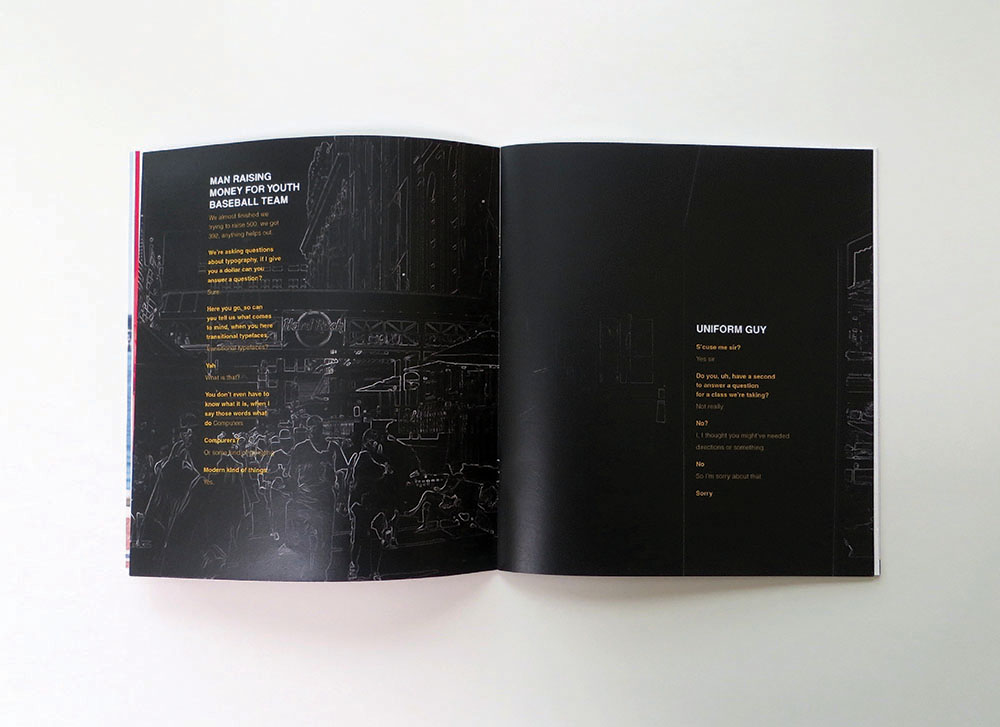 MAN RAISING
MONEY FOR YOUTH
BASEBALL TEAM
We almost finished we
trying to raise 500, we got
392, anything helps out.
We're asking questions
about typography, if I give
you a dollar can you
answer a question?
Sure.
Here you go, so can
you tell us what comes
to mind, when you here
transitional typefaces
Transitional typefaces?
Yah
What is that?
You don't even have to
know what it is, when I
say those words what
do Compurers
Compurers?
Or some kind of
Modern kind of things
Yes.
Hard Rock
UNIFORM GUY
S'cuse me sir?
Yes sir
Do you, uh, have a second
to answer a question
for a class we're taking?
Not really
No?
I, I thought you might've needed
directions or something
No
So I'm sorry about that
Sorry